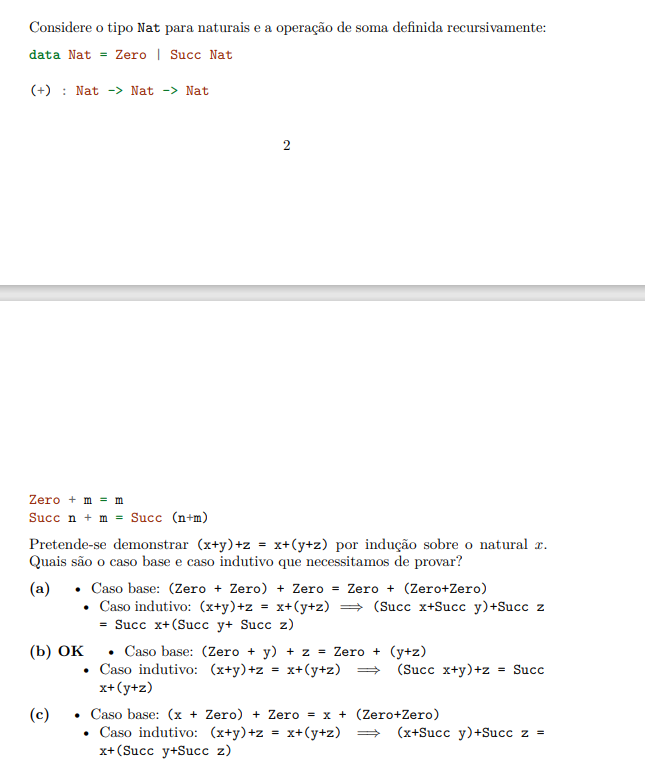 Considere o tipo Nat para naturais e a operação de soma definida recursivamente:
data Nat = Zero | Succ Nat
(+) : Nat -> Nat -> Nat
2
Zero + m = m
Succ n + m = Succ (n+m)
Pretende-se demonstrar (x+y)+z = x+(y+z) por indução sobre o natural x.
Quais são o caso base e caso indutivo que necessitamos de provar?
(a) • Caso base: (Zero + Zero) + Zero = Zero + (Zero+Zero)
• Caso indutivo: (x+y)+z = x+(y+z) ⟹ (Succ x+Succ y)+Succ z
= Succ x+(Succ y+ Succ z)
(b) OK • Caso base: (Zero + y) + z = Zero + (y+z)
• Caso indutivo: (x+y)+z = x+(y+z) ⟹ (Succ x+y)+z = Succ
x+(y+z)
(c) • Caso base: (x + Zero) + Zero = x + (Zero+Zero)
• Caso indutivo: (x+y)+z = x+(y+z) ⟹ (x+Succ y)+Succ z =
x+(Succ y+Succ z)